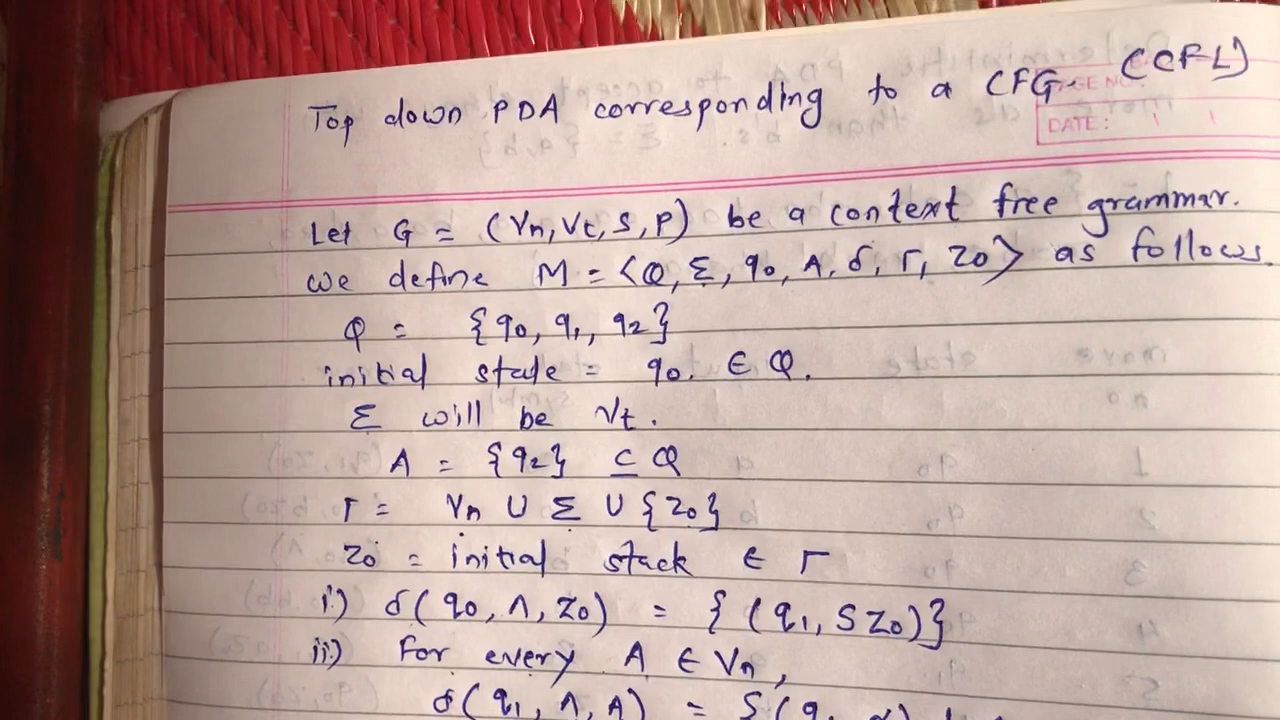 Top down PDA corresponding to a CFG. (CFL)
DATE:
Let G = (Vn, Vt, S, P) be a context free grammar.
we define M = <Q, Σ, q0, A, δ, Γ, Z0> as follows.
Q = {q0, q1, q2}
initial state = q0. ∈ Q.
Σ will be Vt.
A = {q2} ⊆ Q
Γ = Vn ∪ Σ ∪ {Z0}
Z0 = initial stack ∈ Γ
i) δ(q0, Λ, Z0) = {(q1, SZ0)}
ii) For every A ∈ Vn,
δ(q1, Λ, A) =